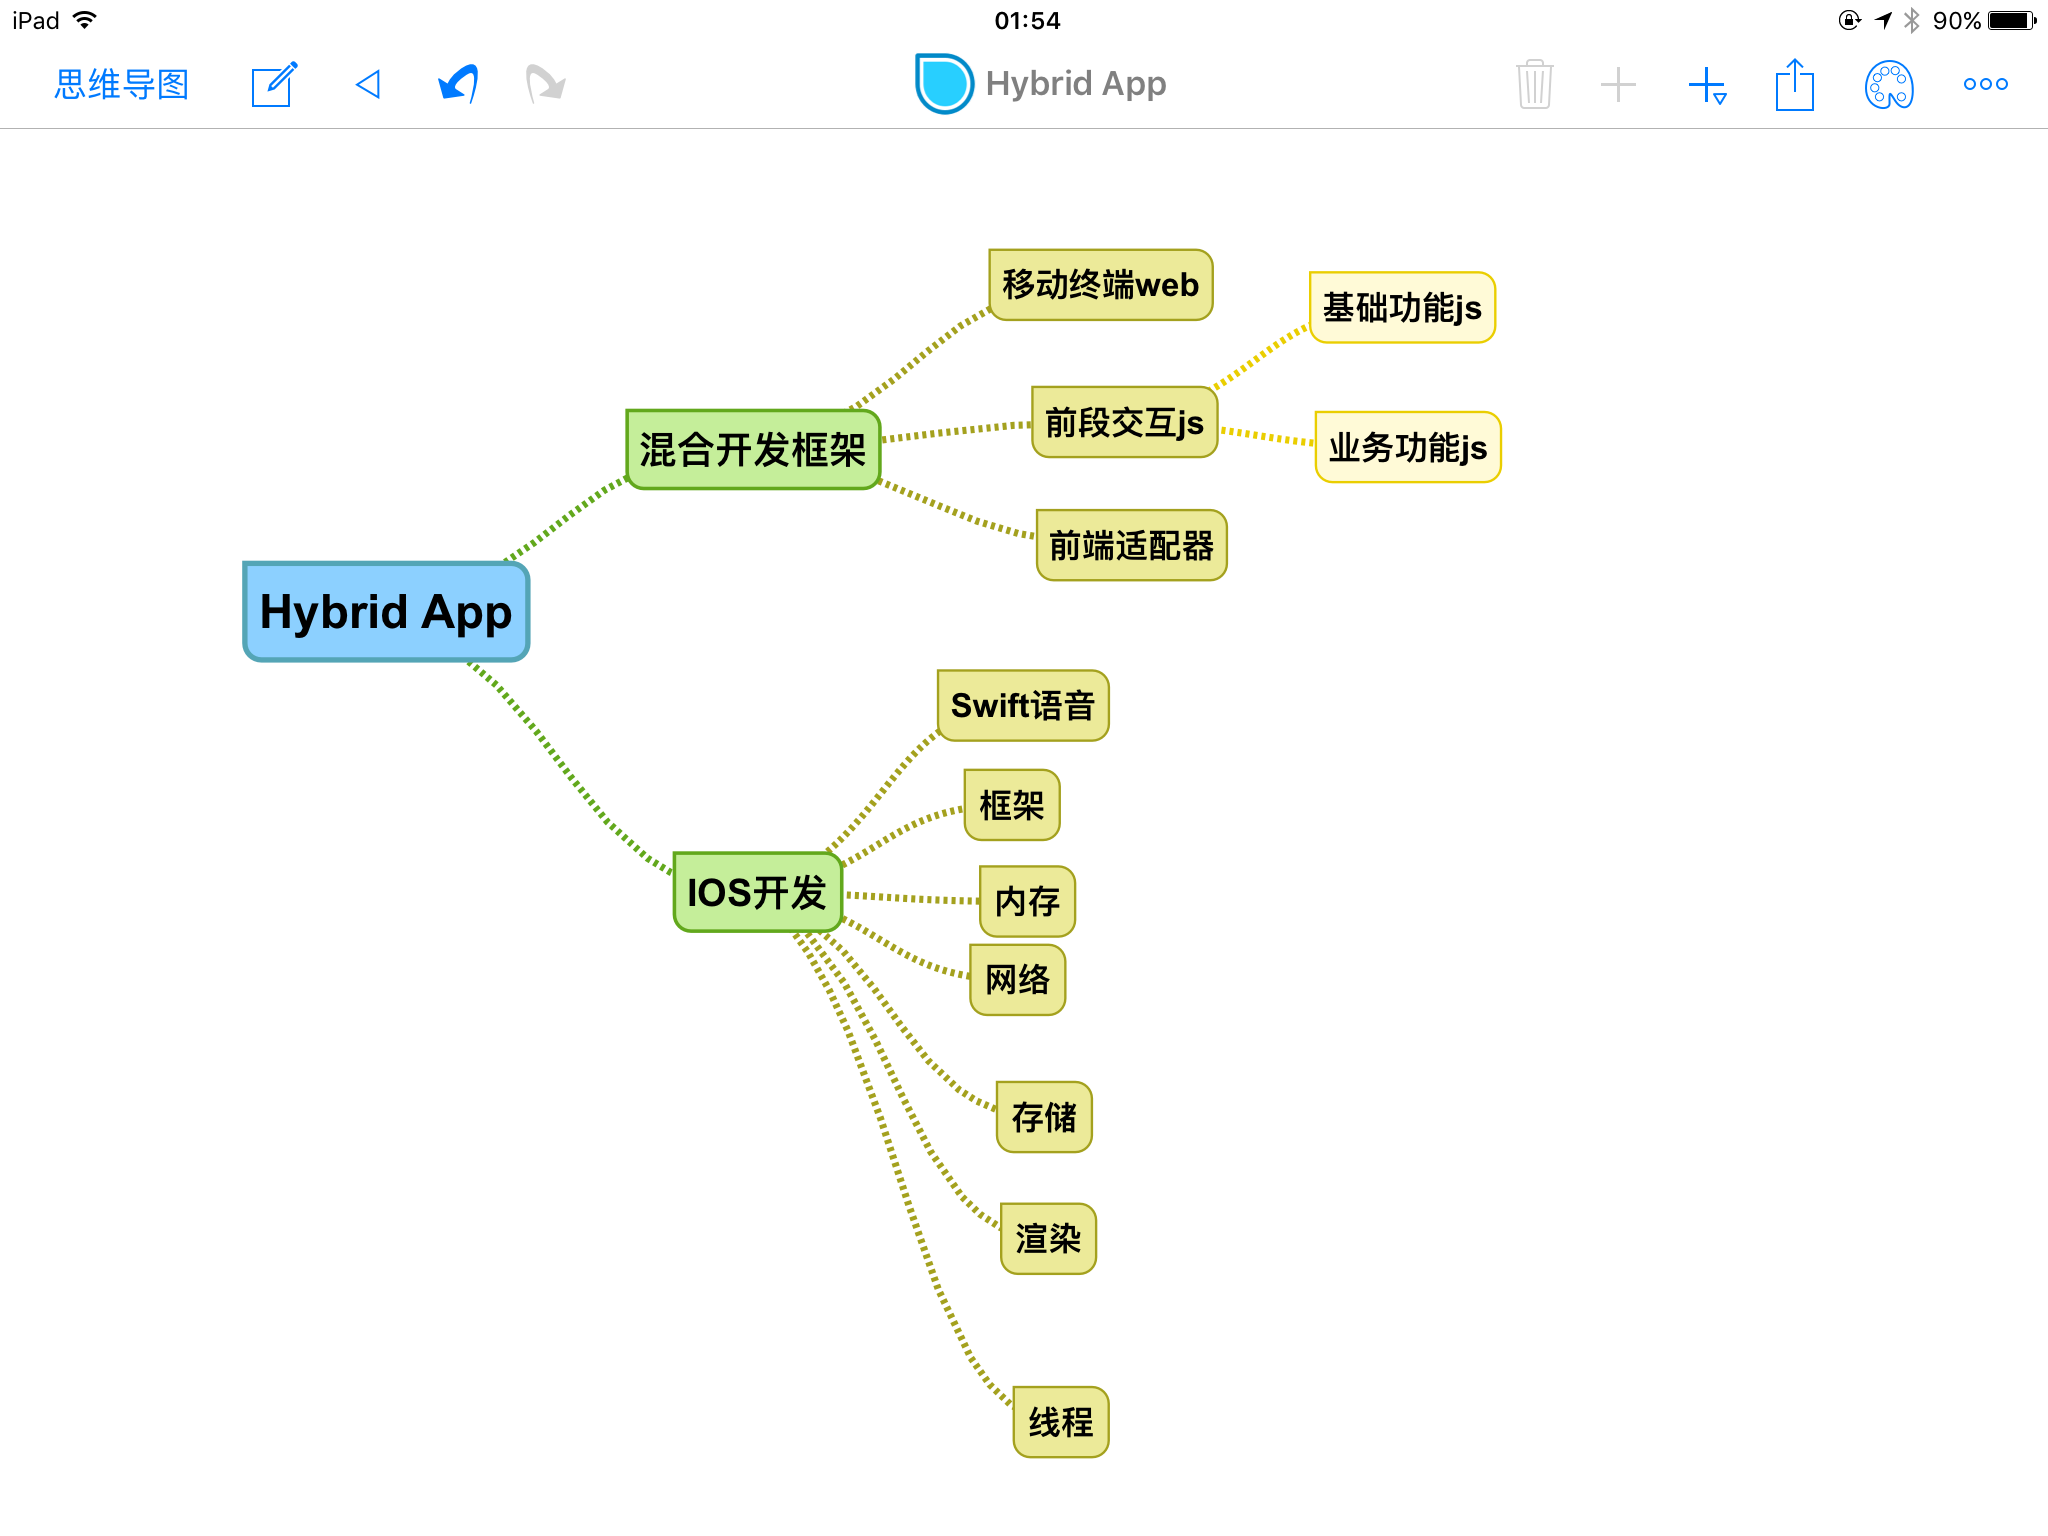 iPad
01:54
90%
思维导图
Hybrid App
移动终端web
基础功能js
前段交互js
业务功能js
混合开发框架
前端适配器
Hybrid App
Swift语音
框架
IOS开发
内存
网络
存储
渲染
线程